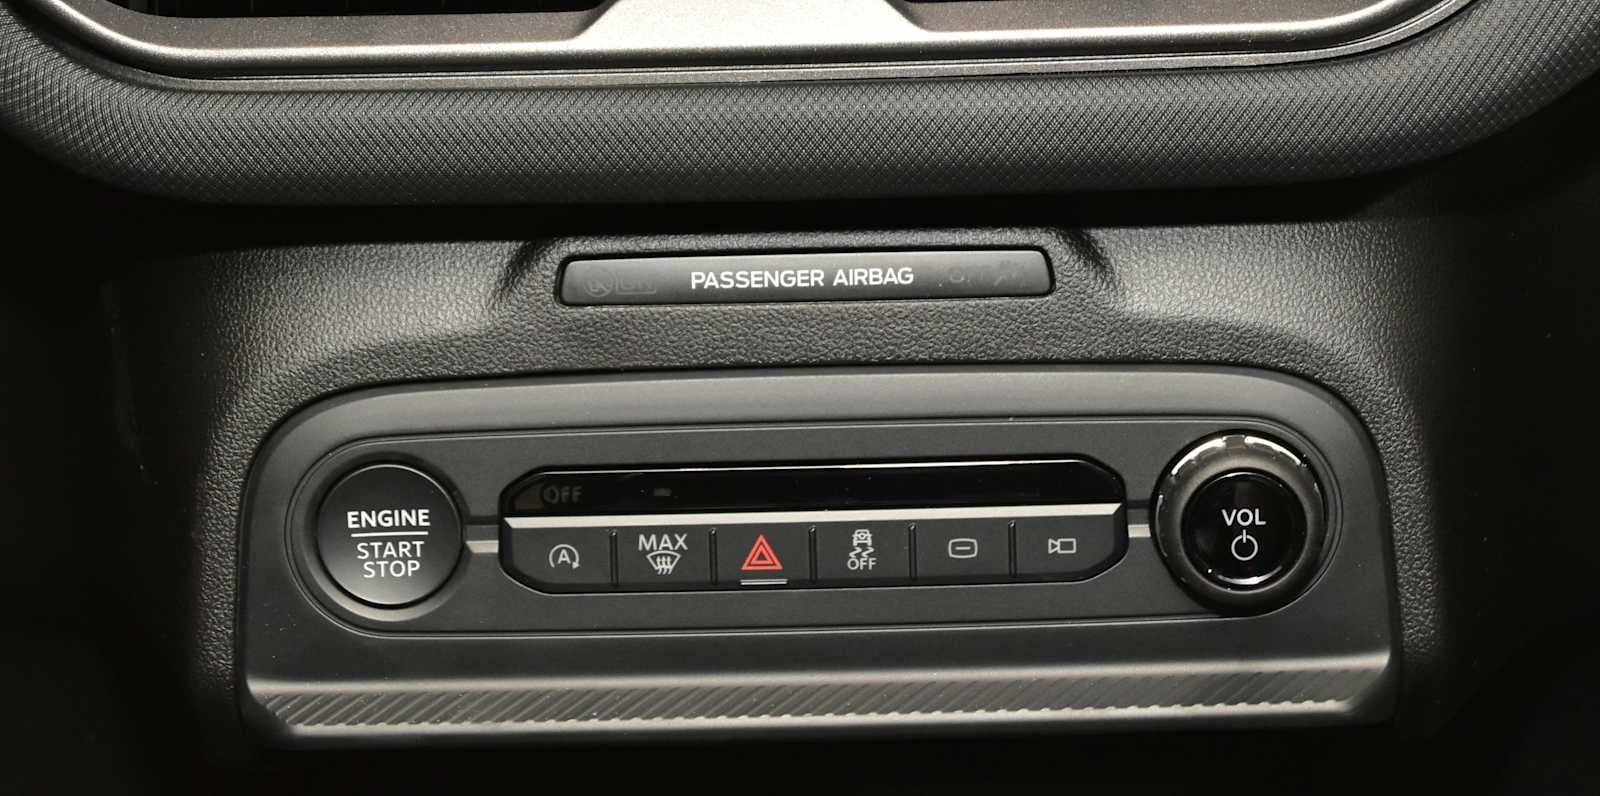 PASSENGER AIRBAG
OFF
ENGINE
START
STOP
A
MAX
OFF
VOL